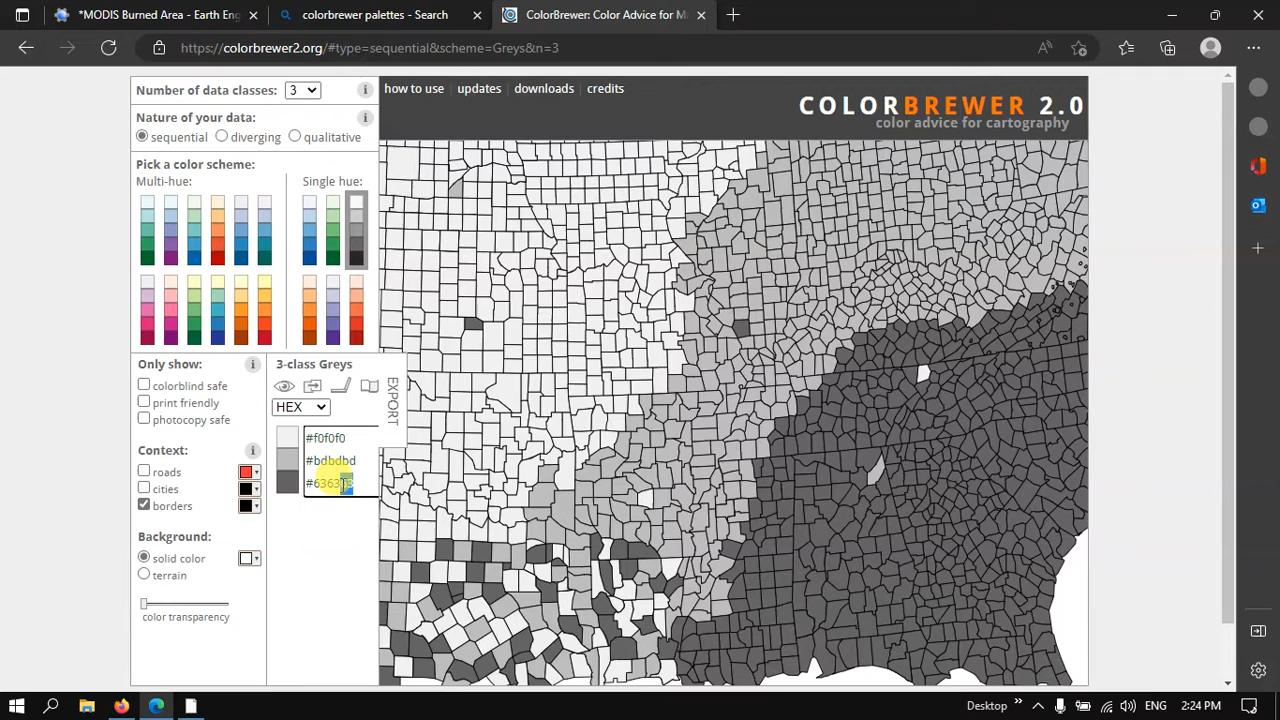 *MODIS Burned Area - Earth Eng
colorbrewer palettes - Search
ColorBrewer: Color Advice for Ma
https://colorbrewer2.org/#type=sequential&scheme=Greys&n=3
Number of data classes: 3
how to use updates downloads credits
COLORBREWER 2.0
color advice for cartography
Nature of your data:
sequential diverging qualitative
Pick a color scheme:
Multi-hue: Single hue:
Only show:
colorblind safe
print friendly
photocopy safe
3-class Greys
EXPORT
HEX
#f0f0f0
#bdbdbd
Context:
roads
cities
borders
Background:
solid color
terrain
color transparency
Desktop
ENG
2:24 PM